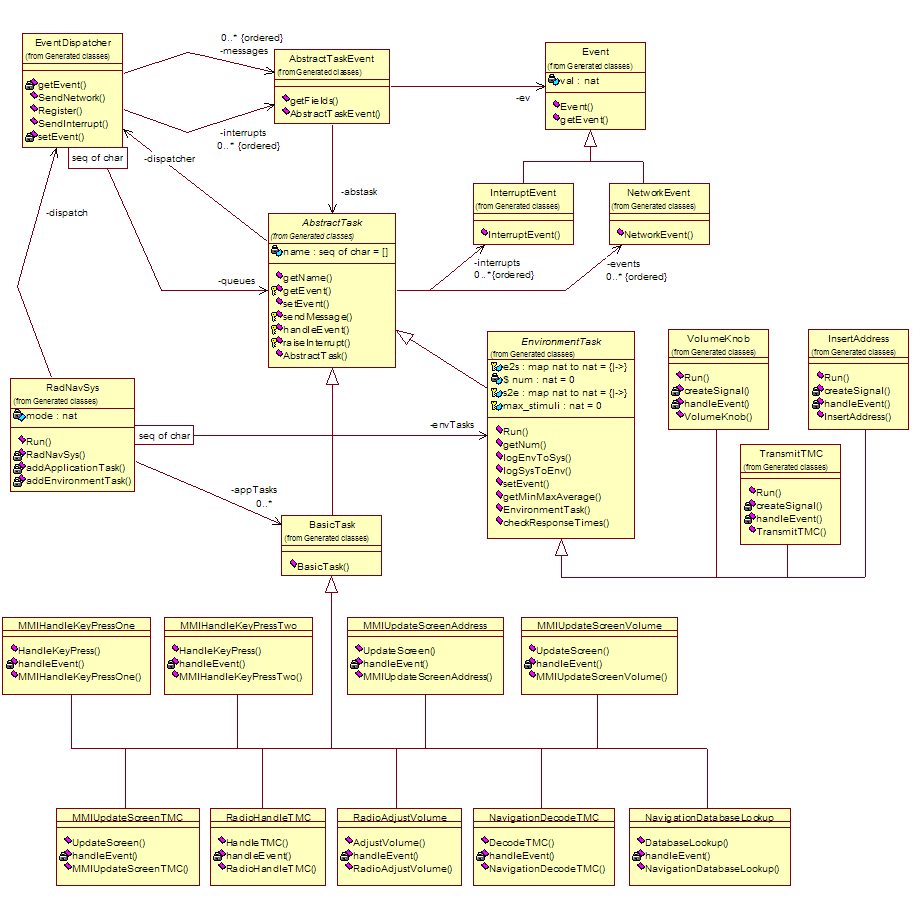 EventDispatcher
(from Generated classes)
getEvent()
SendNetwork()
Register()
SendInterrupt()
setEvent()
seq of char
0..* {ordered}
-messages
-interrupts
0..* {ordered}
-dispatcher
AbstractTaskEvent
(from Generated classes)
getFields()
AbstractTaskEvent()
-ev
Event
(from Generated classes)
val : nat
Event()
getEvent()
-abstask
-dispatch
-queues
AbstractTask
(from Generated classes)
name : seq of char = []
getName()
getEvent()
setEvent()
sendMessage()
handleEvent()
raiseInterrupt()
AbstractTask()
InterruptEvent
(from Generated classes)
InterruptEvent()
NetworkEvent
(from Generated classes)
NetworkEvent()
-interrupts
0..*{ordered}
-events
0..*{ordered}
RadNavSys
(from Generated classes)
mode : nat
Run()
RadNavSys()
addApplicationTask()
addEnvironmentTask()
seq of char
-envTasks
-appTasks
0..*
EnvironmentTask
(from Generated classes)
e2s : map nat to nat = {|->}
$ num : nat = 0
s2e : map nat to nat = {|->}
max_stimuli : nat = 0
Run()
getNum()
logEnvToSys()
logSysToEnv()
setEvent()
getMinMaxAverage()
EnvironmentTask()
checkResponseTimes()
VolumeKnob
(from Generated classes)
Run()
createSignal()
handleEvent()
VolumeKnob()
InsertAddress
(from Generated classes)
Run()
createSignal()
handleEvent()
InsertAddress()
TransmitTMC
(from Generated classes)
Run()
createSignal()
handleEvent()
TransmitTMC()
BasicTask
(from Generated classes)
BasicTask()
MMIHandleKeyPressOne
HandleKeyPress()
handleEvent()
MMIHandleKeyPressOne()
MMIHandleKeyPressTwo
HandleKeyPress()
handleEvent()
MMIHandleKeyPressTwo()
MMIUpdateScreenAddress
UpdateScreen()
handleEvent()
MMIUpdateScreenAddress()
MMIUpdateScreenVolume
UpdateScreen()
handleEvent()
MMIUpdateScreenVolume()
MMIUpdateScreenTMC
UpdateScreen()
handleEvent()
MMIUpdateScreenTMC()
RadioHandleTMC
HandleTMC()
handleEvent()
RadioHandleTMC()
RadioAdjustVolume
AdjustVolume()
handleEvent()
RadioAdjustVolume()
NavigationDecodeTMC
DecodeTMC()
handleEvent()
NavigationDecodeTMC()
NavigationDatabaseLookup
DatabaseLookup()
handleEvent()
NavigationDatabaseLookup()